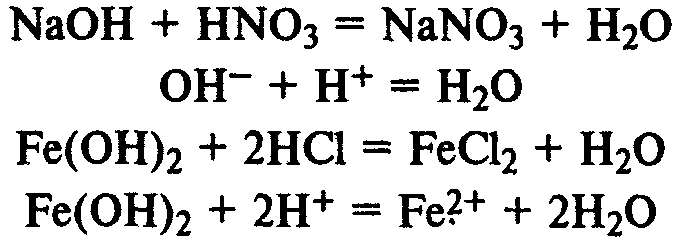 NaOH + HNO₃ = NaNO₃ + H₂O
OH⁻ + H⁺ = H₂O
Fe(OH)₂ + 2HCl = FeCl₂ + H₂O
Fe(OH)₂ + 2H⁺ = Fe²⁺ + 2H₂O